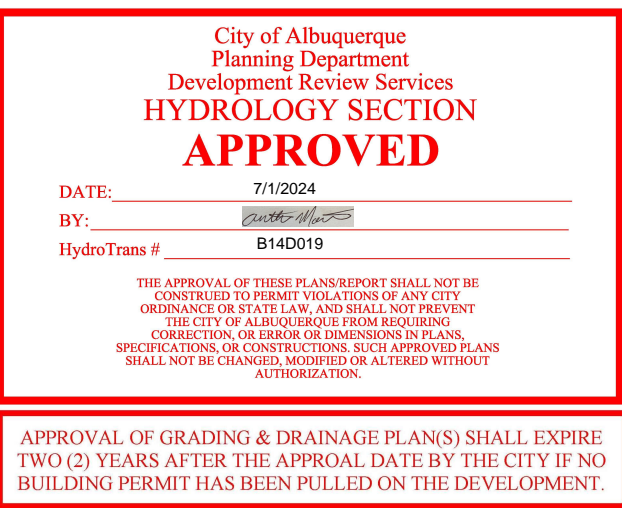 City of Albuquerque
Planning Department
Development Review Services
HYDROLOGY SECTION
APPROVED
DATE: 7/1/2024
BY:
HydroTrans # B14D019
THE APPROVAL OF THESE PLANS/REPORT SHALL NOT BE
CONSTRUED TO PERMIT VIOLATIONS OF ANY CITY
ORDINANCE OR STATE LAW, AND SHALL NOT PREVENT
THE CITY OF ALBUQUERQUE FROM REQUIRING
CORRECTION, OR ERROR OR DIMENSIONS IN PLANS,
SPECIFICATIONS, OR CONSTRUCTIONS. SUCH APPROVED PLANS
SHALL NOT BE CHANGED, MODIFIED OR ALTERED WITHOUT
AUTHORIZATION.
APPROVAL OF GRADING & DRAINAGE PLAN(S) SHALL EXPIRE
TWO (2) YEARS AFTER THE APPROAL DATE BY THE CITY IF NO
BUILDING PERMIT HAS BEEN PULLED ON THE DEVELOPMENT.